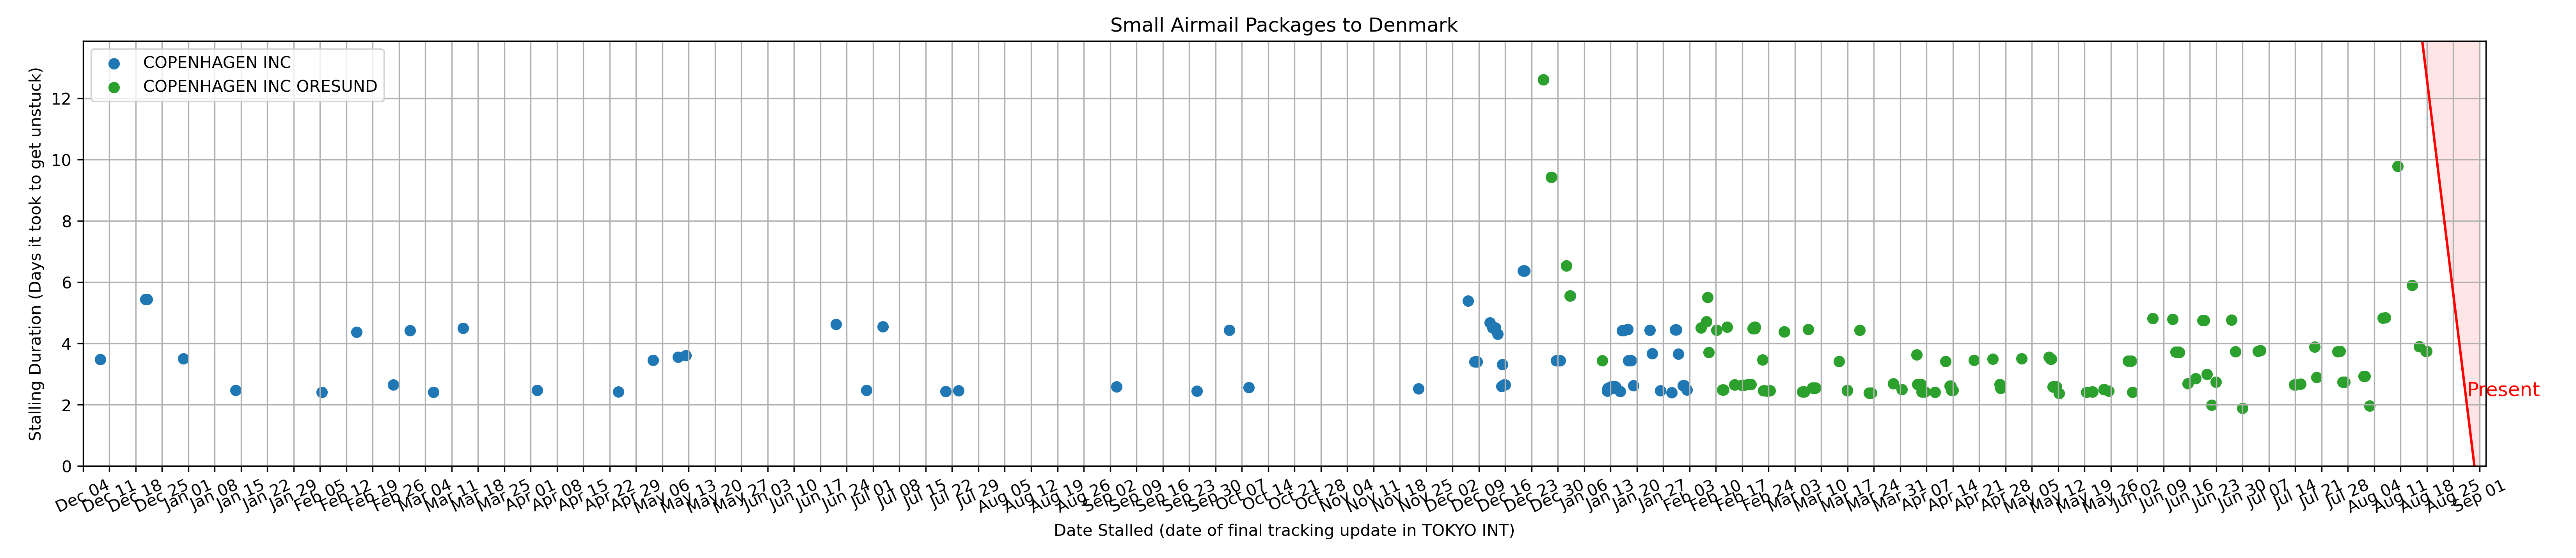 Small Airmail Packages to Denmark
COPENHAGEN INC
COPENHAGEN INC ORESUND
Stalling Duration (Days it took to get unstuck)
12
10
8
6
4
2
0
Present
Dec 04
Dec 11
Dec 18
Dec 25
Jan 01
Jan 08
Jan 15
Jan 22
Jan 29
Feb 05
Feb 12
Feb 19
Feb 26
Mar 04
Mar 11
Mar 18
Mar 25
Apr 01
Apr 08
Apr 15
Apr 22
Apr 29
May 06
May 13
May 20
May 27
Jun 03
Jun 10
Jun 17
Jun 24
Jul 01
Jul 08
Jul 15
Jul 22
Jul 29
Aug 05
Aug 12
Aug 19
Aug 26
Sep 02
Sep 09
Sep 16
Sep 23
Sep 30
Oct 07
Oct 14
Oct 21
Oct 28
Nov 04
Nov 11
Nov 18
Nov 25
Dec 02
Dec 09
Dec 16
Dec 23
Dec 30
Jan 06
Jan 13
Jan 20
Jan 27
Feb 03
Feb 10
Feb 17
Feb 24
Mar 03
Mar 10
Mar 17
Mar 24
Mar 31
Apr 07
Apr 14
Apr 21
Apr 28
May 05
May 12
May 19
May 26
Jun 02
Jun 09
Jun 16
Jun 23
Jun 30
Jul 07
Jul 14
Jul 21
Jul 28
Aug 04
Aug 11
Aug 18
Aug 25
Sep 01
Date Stalled (date of final tracking update in TOKYO INT)